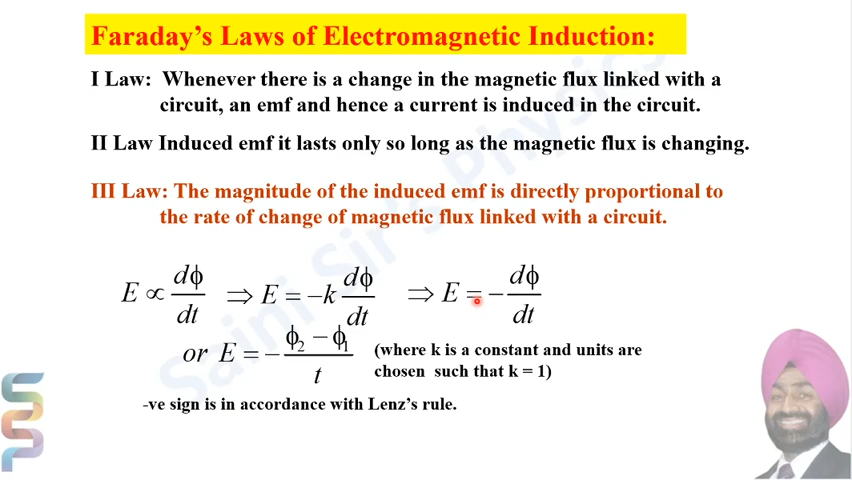 Faraday's Laws of Electromagnetic Induction:
I Law: Whenever there is a change in the magnetic flux linked with a
circuit, an emf and hence a current is induced in the circuit.
II Law Induced emf it lasts only so long as the magnetic flux is changing.
III Law: The magnitude of the induced emf is directly proportional to
the rate of change of magnetic flux linked with a circuit.
E ∝ dϕ/dt ⇒ E = −k dϕ/dt ⇒ E = − dϕ/dt
or E = − (ϕ₂ − ϕ₁)/t
(where k is a constant and units are
chosen such that k = 1)
-ve sign is in accordance with Lenz's rule.
Saini Sir's Physics
SSP